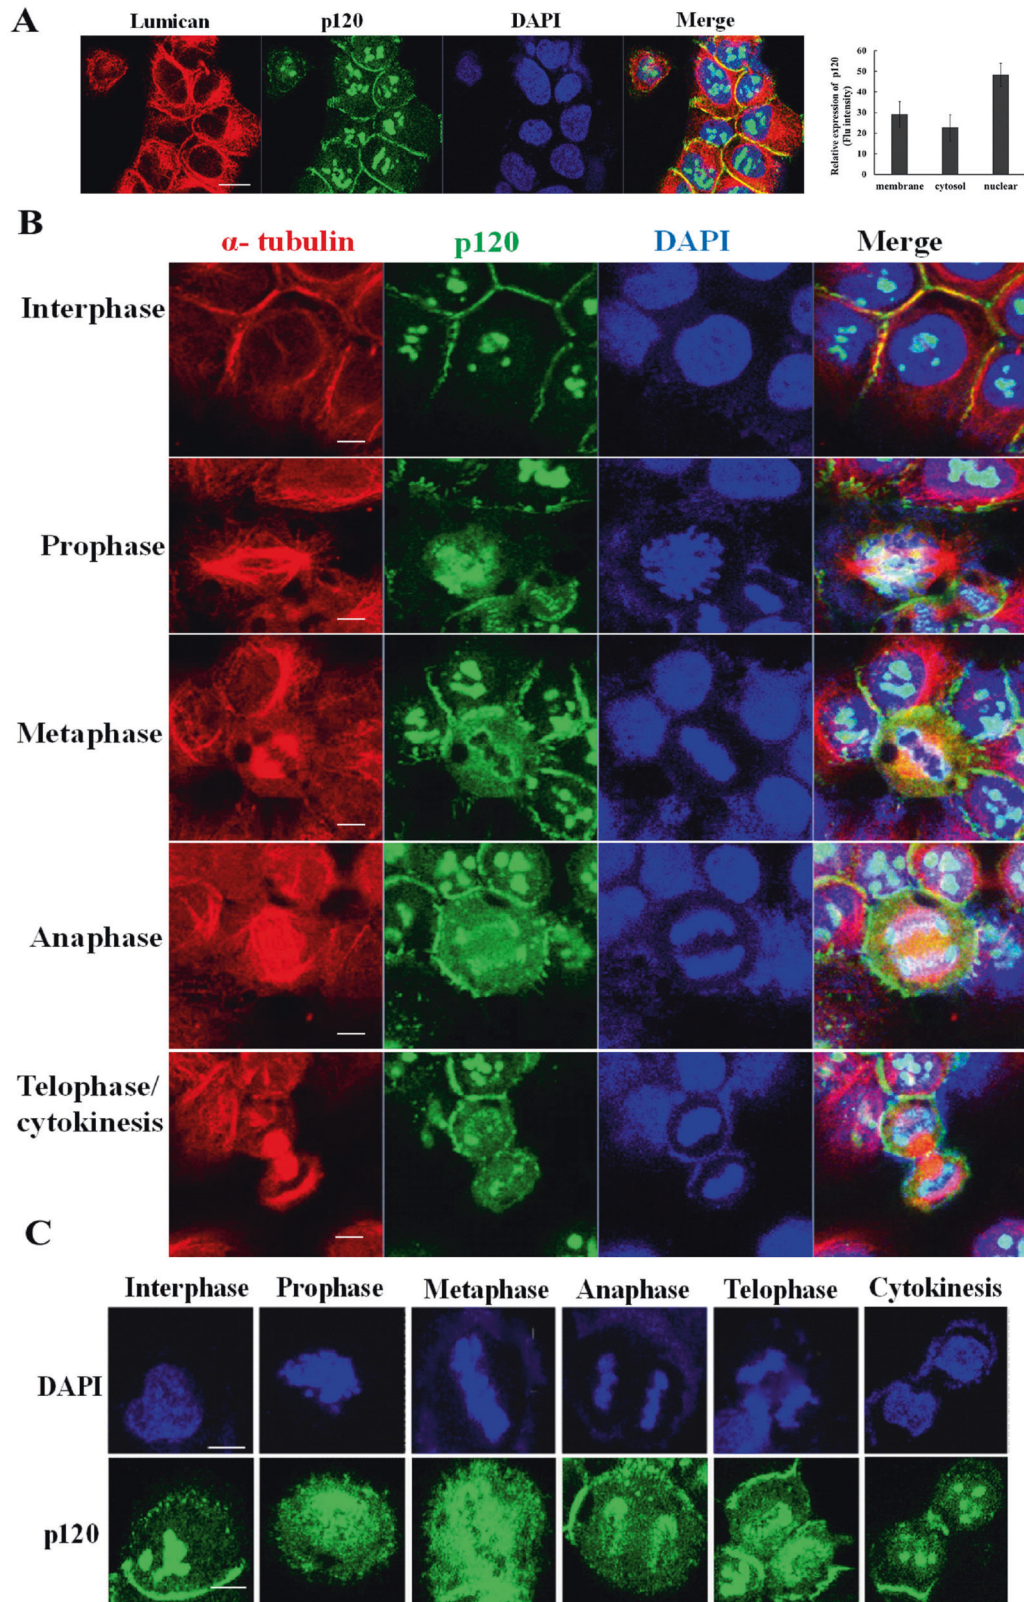 A
Lumican p120 DAPI Merge
Relative expression of p120
(Flu intensity)
60
50
40
30
20
10
0
membrane cytosol nuclear
B
α- tubulin p120 DAPI Merge
Interphase
Prophase
Metaphase
Anaphase
Telophase/
cytokinesis
C
Interphase Prophase Metaphase Anaphase Telophase Cytokinesis
DAPI
p120